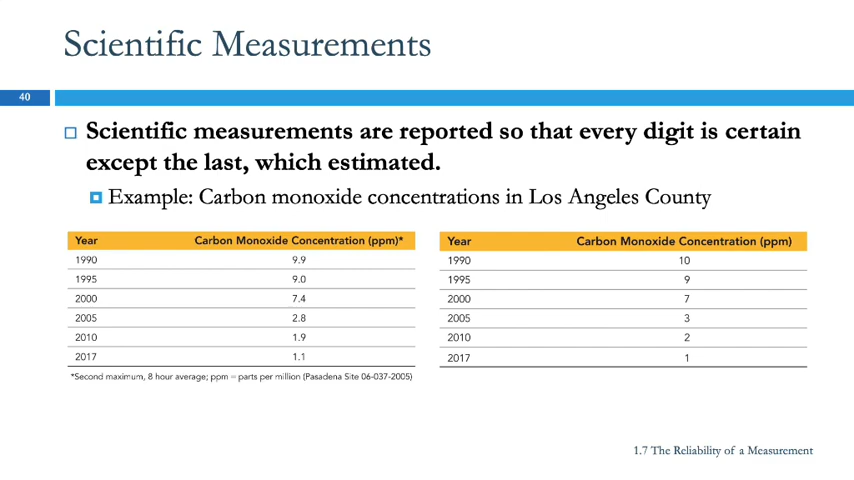 Scientific Measurements
40
Scientific measurements are reported so that every digit is certain
except the last, which estimated.
Example: Carbon monoxide concentrations in Los Angeles County
Year Carbon Monoxide Concentration (ppm)*
1990 9.9
1995 9.0
2000 7.4
2005 2.8
2010 1.9
2017 1.1
*Second maximum, 8 hour average; ppm = parts per million (Pasadena Site 06-037-2005)
Year Carbon Monoxide Concentration (ppm)
1990 10
1995 9
2000 7
2005 3
2010 2
2017 1
1.7 The Reliability of a Measurement